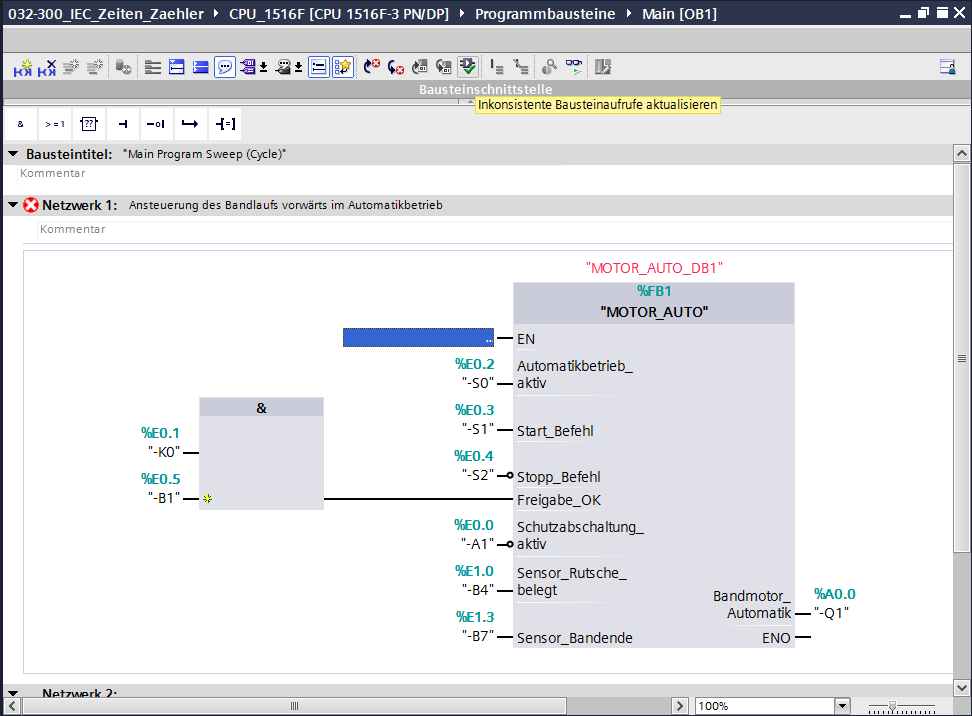 032-300_IEC_Zeiten_Zaehler ▸ CPU_1516F [CPU 1516F-3 PN/DP] ▸ Programmbausteine ▸ Main [OB1]
Bausteinschnittstelle
Inkonsistente Bausteinaufrufe aktualisieren
& >=1 ??
Bausteintitel: "Main Program Sweep (Cycle)"
Kommentar
Netzwerk 1: Ansteuerung des Bandlaufs vorwärts im Automatikbetrieb
Kommentar
"MOTOR_AUTO_DB1"
%FB1
"MOTOR_AUTO"
... EN
%E0.2
"-S0"
Automatikbetrieb_
aktiv
&
%E0.3
"-S1" Start_Befehl
%E0.1
"-K0"
%E0.4
"-S2" Stopp_Befehl
%E0.5
"-B1"
Freigabe_OK
%E0.0
"-A1"
Schutzabschaltung_
aktiv
%E1.0
"-B4"
Sensor_Rutsche_
belegt
Bandmotor_
Automatik
%A0.0
"-Q1"
%E1.3
"-B7" Sensor_Bandende
ENO
Netzwerk 2:
100%